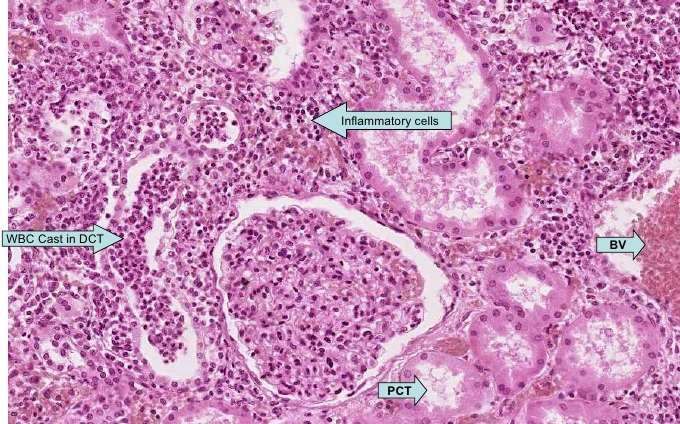 Inflammatory cells
WBC Cast in DCT
BV
PCT